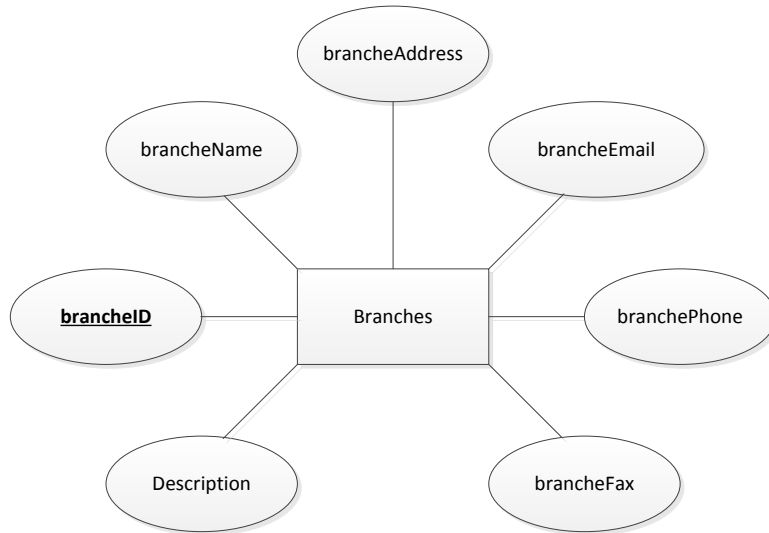 brancheAddress
brancheName
brancheEmail
brancheID
Branches
branchePhone
Description
brancheFax